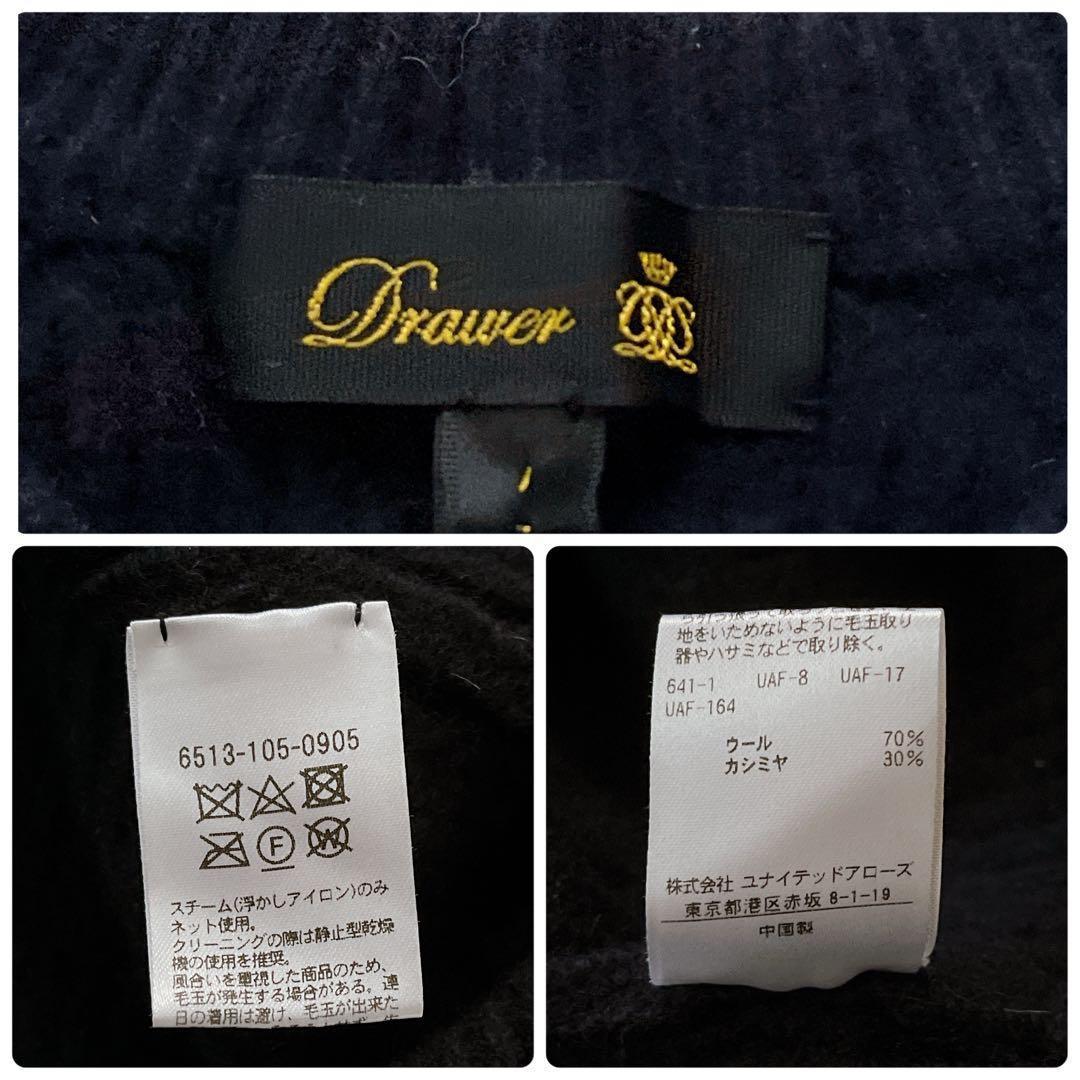 Drawer
6513-105-0905
F
W
スチーム(浮かしアイロン)のみ
ネット使用。
クリーニングの際は静止型乾燥
機の使用を推奨。
風合いを重視した商品のため、
毛玉が発生する場合がある。連
日の着用は避け、毛玉が出来た
地をいためないように毛玉取り
器やハサミなどで取り除く。
641-1 UAF-8 UAF-17
UAF-164
ウール 70%
カシミヤ 30%
株式会社 ユナイテッドアローズ
東京都港区赤坂 8-1-19
中国製